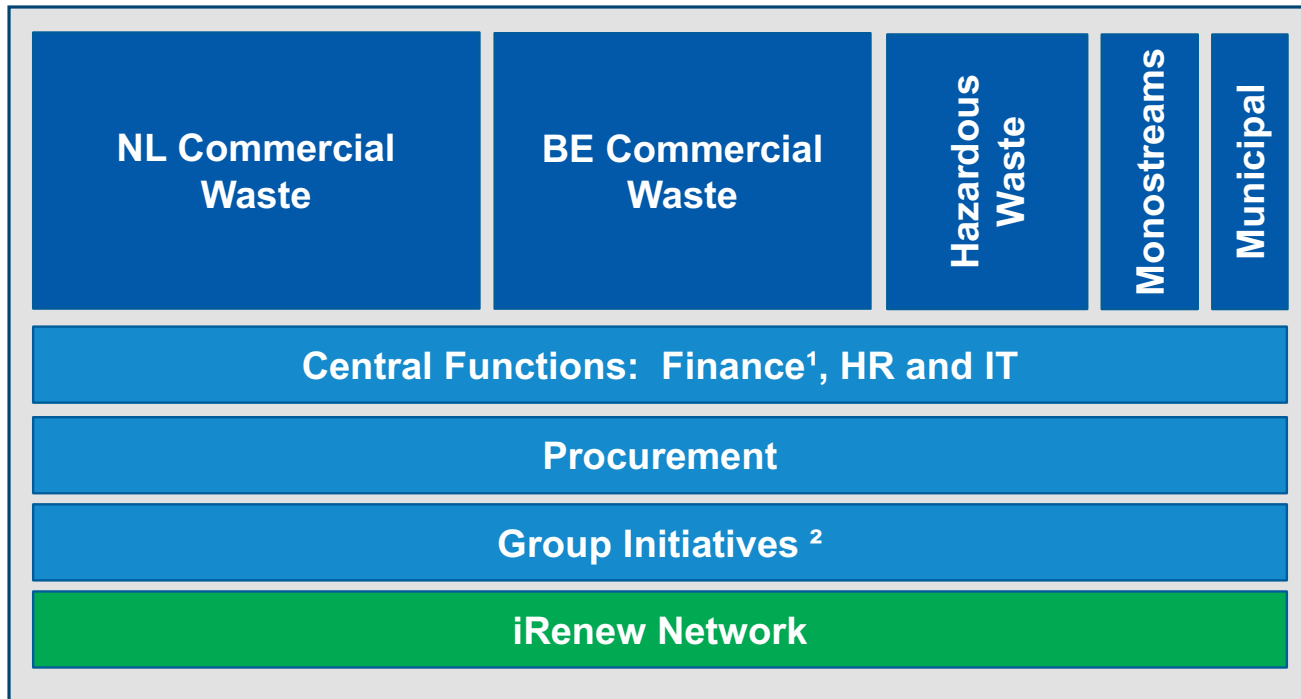 NL Commercial
Waste
BE Commercial
Waste
Hazardous
Waste
Monostreams
Municipal
Central Functions:  Finance¹, HR and IT
Procurement
Group Initiatives ²
iRenew Network